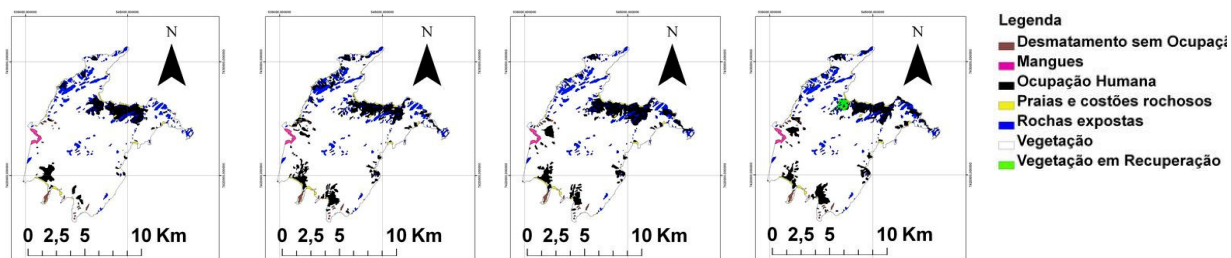 N
0 2,5 5 10 Km
N
0 2,5 5 10 Km
N
0 2,5 5 10 Km
N
0 2,5 5 10 Km
Legenda
Desmatamento sem Ocupaçã
Mangues
Ocupação Humana
Praias e costões rochosos
Rochas expostas
Vegetação
Vegetação em Recuperação